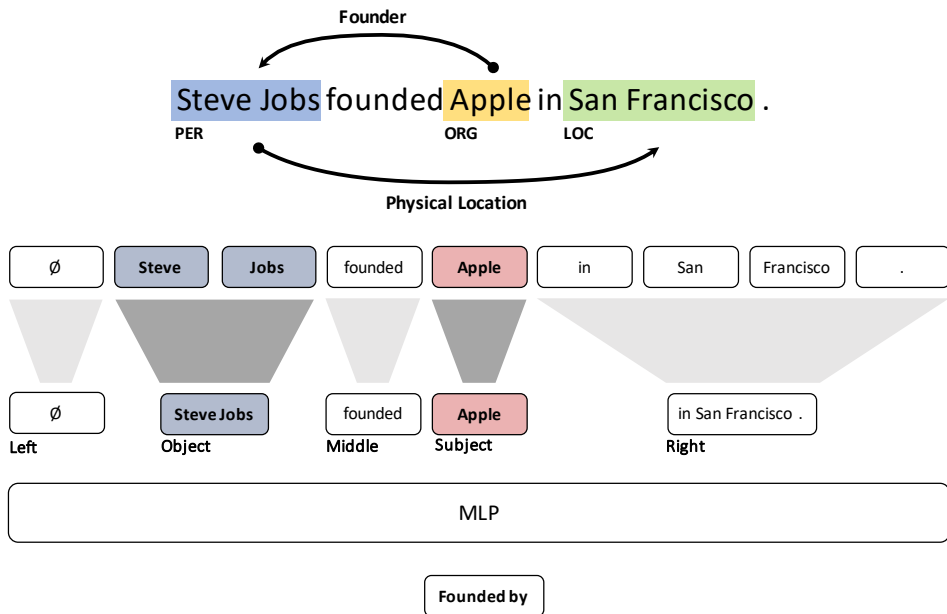 Founder
Steve Jobs founded Apple in San Francisco .
PER ORG LOC
Physical Location
Ø Steve Jobs founded Apple in San Francisco .
Ø Steve Jobs founded Apple in San Francisco .
Left Object Middle Subject Right
MLP
Founded by